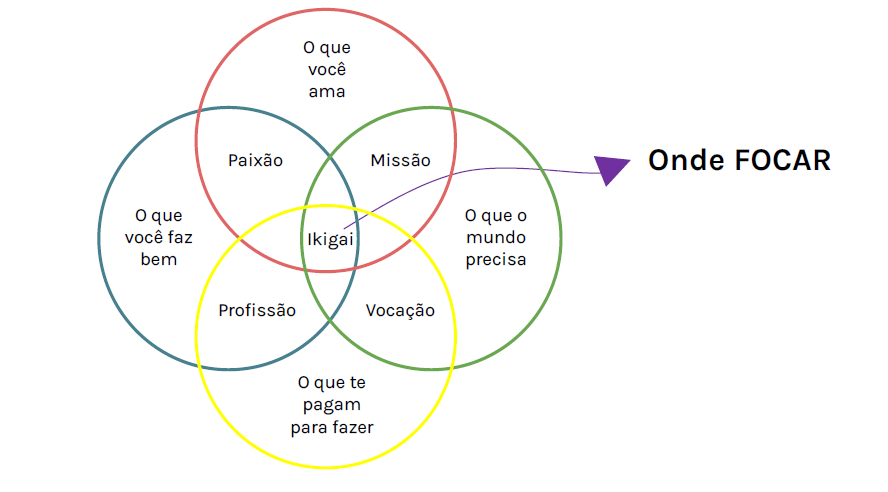 O que
você
ama
Paixão
Missão
Onde FOCAR
O que
você faz
bem
Ikigai
O que o
mundo
precisa
Profissão
Vocação
O que te
pagam
para fazer